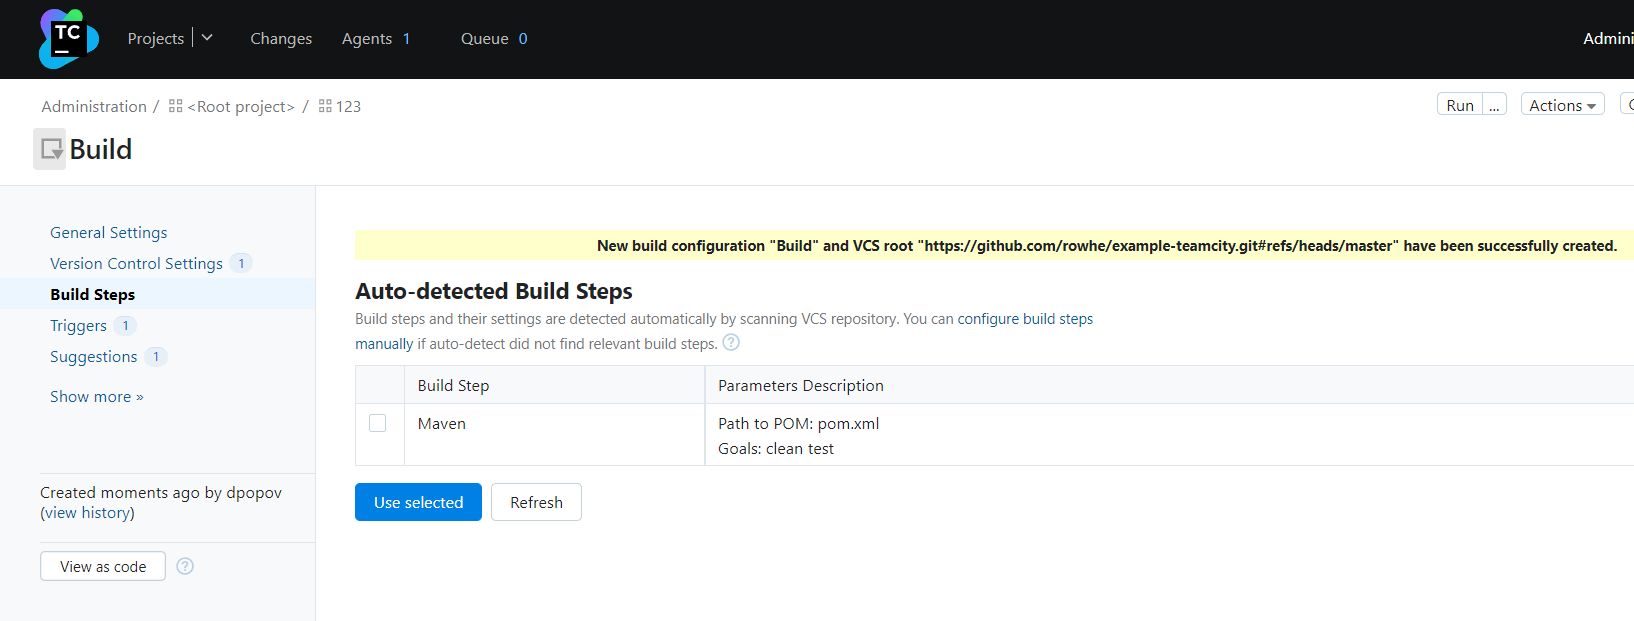 TC
Projects
Changes
Agents 1
Queue 0
Admini
Administration / <Root project> / 123
Run ...
Actions
Build
General Settings
Version Control Settings 1
Build Steps
Triggers 1
Suggestions 1
Show more »
Created moments ago by dpopov
(view history)
View as code ?
New build configuration "Build" and VCS root "https://github.com/rowhe/example-teamcity.git#refs/heads/master" have been successfully created.
Auto-detected Build Steps
Build steps and their settings are detected automatically by scanning VCS repository. You can configure build steps
manually if auto-detect did not find relevant build steps. ?
Build Step Parameters Description
Maven Path to POM: pom.xml
Goals: clean test
Use selected Refresh